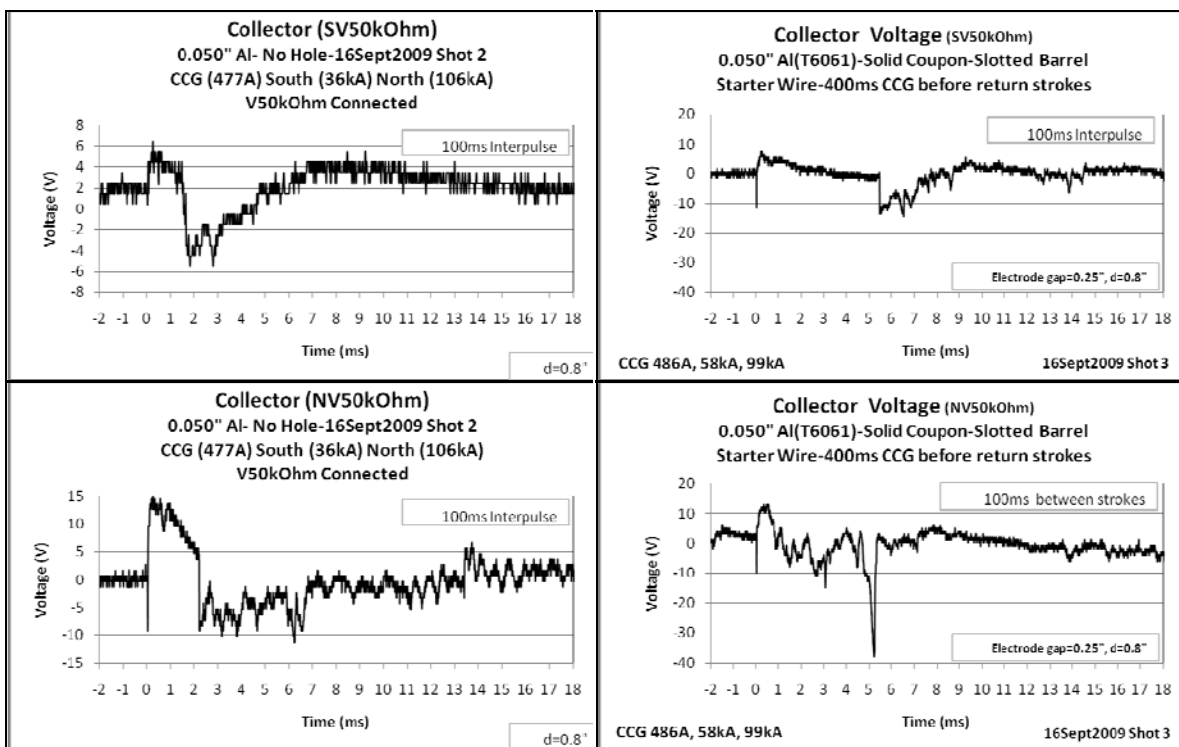 Collector (SV50kOhm)
0.050" Al- No Hole-16Sept2009 Shot 2
CCG (477A) South (36kA) North (106kA)
V50kOhm Connected
100ms Interpulse
8
6
4
2
0
-2
-4
-6
-8
Voltage (V)
-2 -1 0 1 2 3 4 5 6 7 8 9 10 11 12 13 14 15 16 17 18
Time (ms)
d=0.8"
Collector Voltage (SV50kOhm)
0.050" Al(T6061)-Solid Coupon-Slotted Barrel
Starter Wire-400ms CCG before return strokes
100ms Interpulse
20
10
0
-10
-20
-30
-40
Voltage (V)
Electrode gap=0.25", d=0.8"
-2 -1 0 1 2 3 4 5 6 7 8 9 10 11 12 13 14 15 16 17 18
Time (ms)
CCG 486A, 58kA, 99kA
16Sept2009 Shot 3
Collector (NV50kOhm)
0.050" Al- No Hole-16Sept2009 Shot 2
CCG (477A) South (36kA) North (106kA)
V50kOhm Connected
100ms Interpulse
15
10
5
0
-5
-10
-15
Voltage (V)
-2 -1 0 1 2 3 4 5 6 7 8 9 10 11 12 13 14 15 16 17 18
Time (ms)
d=0.8"
Collector Voltage (NV50kOhm)
0.050" Al(T6061)-Solid Coupon-Slotted Barrel
Starter Wire-400ms CCG before return strokes
100ms between strokes
20
10
0
-10
-20
-30
-40
Voltage (V)
Electrode gap=0.25", d=0.8"
-2 -1 0 1 2 3 4 5 6 7 8 9 10 11 12 13 14 15 16 17 18
Time (ms)
CCG 486A, 58kA, 99kA
16Sept2009 Shot 3